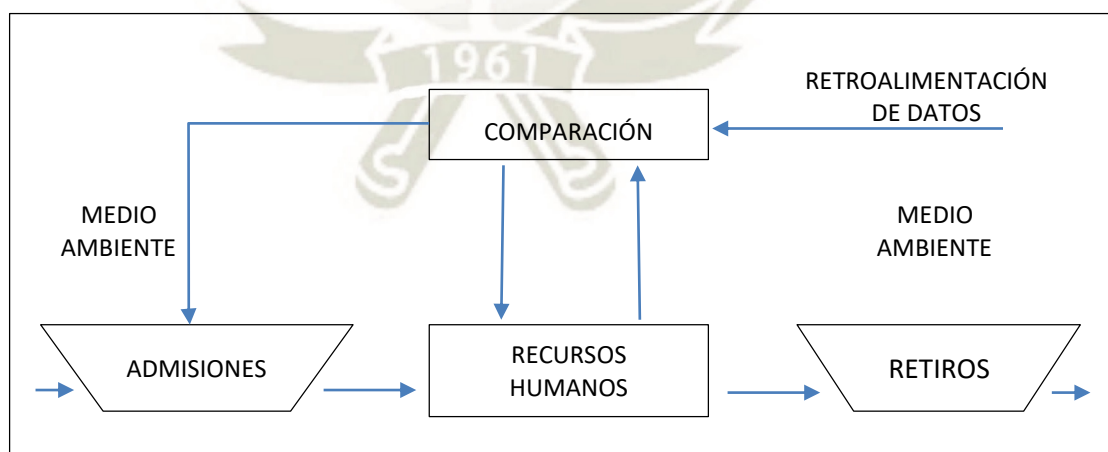 1961
RETROALIMENTACIÓN
DE DATOS
COMPARACIÓN
MEDIO
AMBIENTE
MEDIO
AMBIENTE
ADMISIONES
RECURSOS
HUMANOS
RETIROS